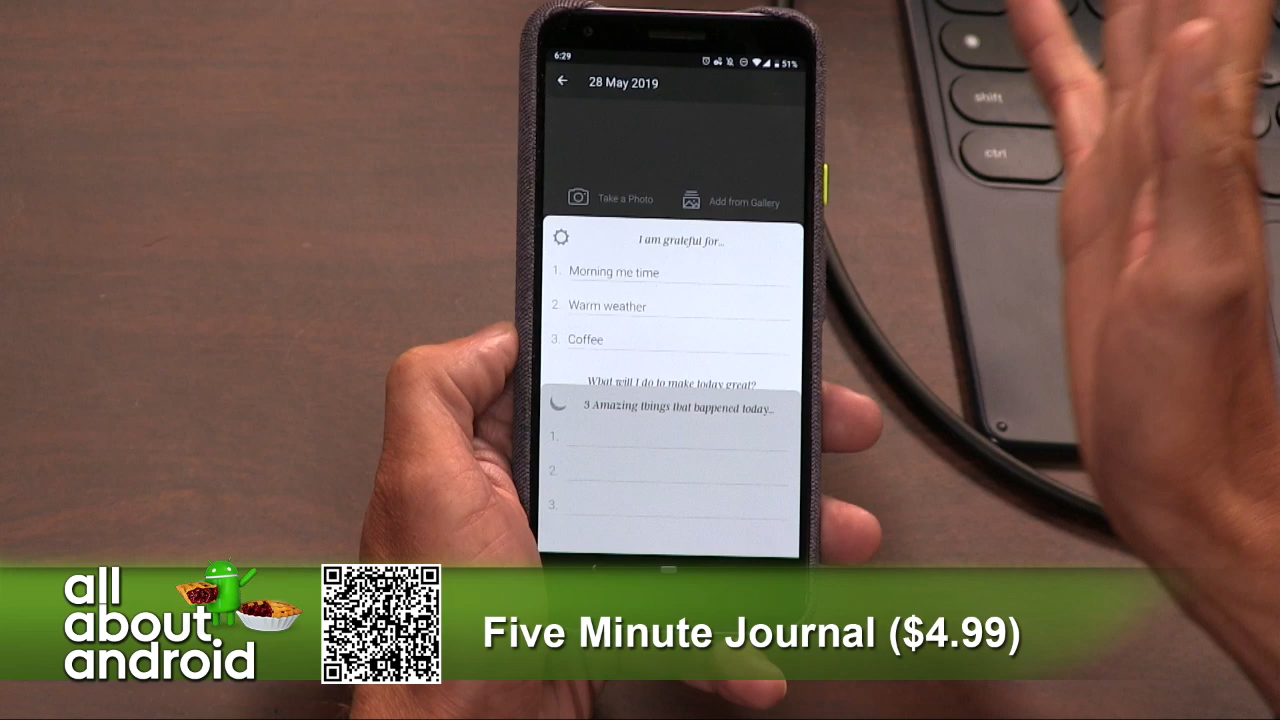 6:29
51%
28 May 2019
Take a Photo
Add from Gallery
I am grateful for...
1. Morning me time
2. Warm weather
3. Coffee
What will I do to make today great?
3 Amazing things that happened today...
1.
2.
3.
shift
ctrl
all
about
android
Five Minute Journal ($4.99)